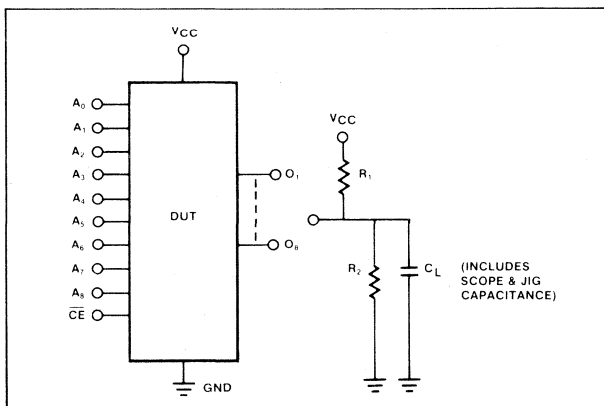 VCC
A0
A1
A2
A3
A4
A5
A6
A7
A8
CE
DUT
O1
O8
GND
VCC
R1
R2
CL
(INCLUDES
SCOPE & JIG
CAPACITANCE)